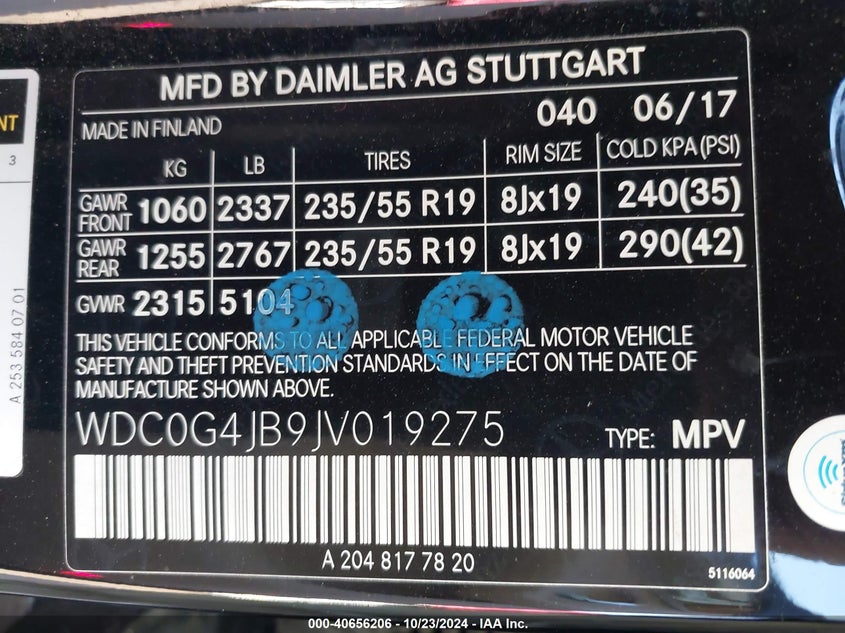 MFD BY DAIMLER AG STUTTGART
040 06/17
MADE IN FINLAND
KG LB TIRES RIM SIZE COLD KPA (PSI)
GAWR FRONT 1060 2337 235/55 R19 8Jx19 240(35)
GAWR REAR 1255 2767 235/55 R19 8Jx19 290(42)
GWR 2315 5104
THIS VEHICLE CONFORMS TO ALL APPLICABLE FEDERAL MOTOR VEHICLE
SAFETY AND THEFT PREVENTION STANDARDS IN EFFECT ON THE DATE OF
MANUFACTURE SHOWN ABOVE.
WDC0G4JB9JV019275 TYPE: MPV
A 204 817 78 20
5116064
NT
3
A 253 584 07 01
000-40656206 - 10/23/2024 - IAA Inc.